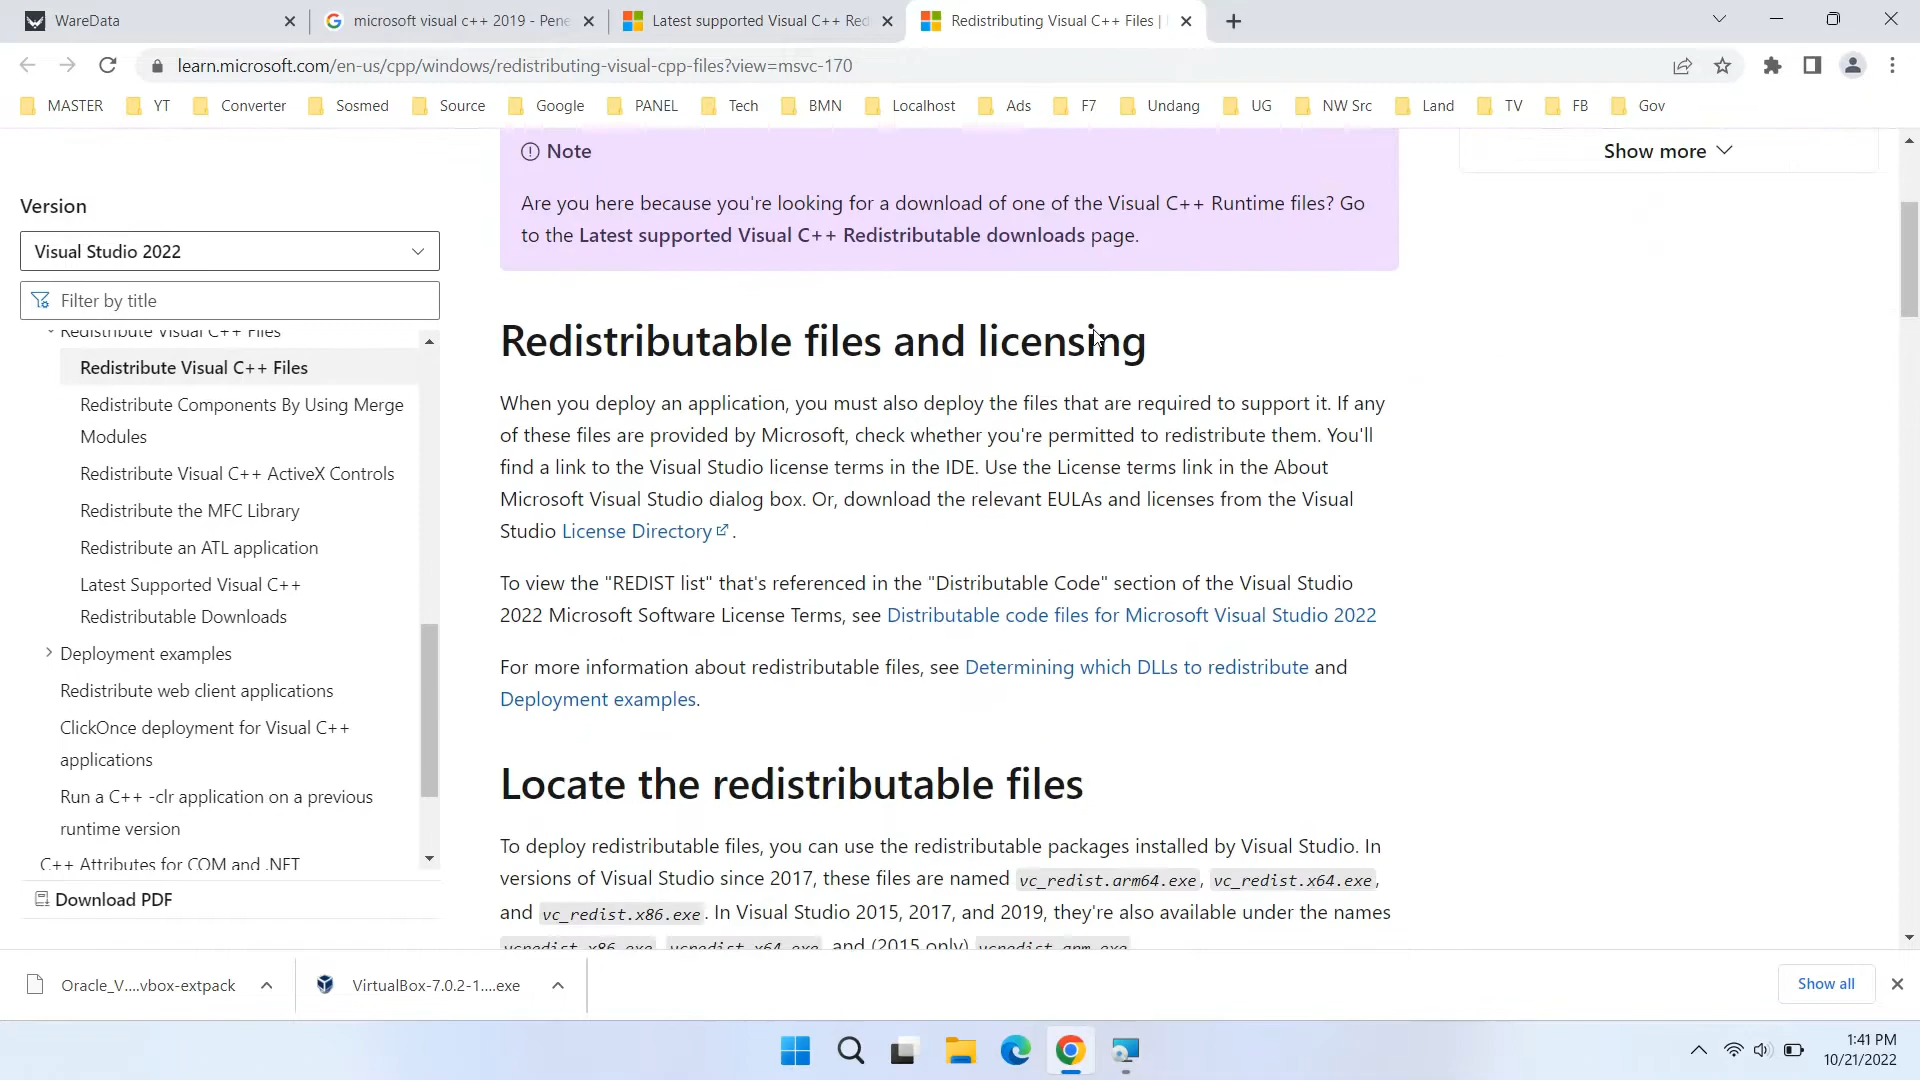 WareData
microsoft visual c++ 2019 - Pene
Latest supported Visual C++ Red
Redistributing Visual C++ Files |
learn.microsoft.com/en-us/cpp/windows/redistributing-visual-cpp-files?view=msvc-170
MASTER YT Converter Sosmed Source Google PANEL Tech BMN Localhost Ads F7 Undang UG NW Src Land TV FB Gov
Note
Are you here because you're looking for a download of one of the Visual C++ Runtime files? Go
to the Latest supported Visual C++ Redistributable downloads page.
Show more
Version
Visual Studio 2022
Filter by title
Redistribute Visual C++ Files
Redistribute Visual C++ Files
Redistribute Components By Using Merge
Modules
Redistribute Visual C++ ActiveX Controls
Redistribute the MFC Library
Redistribute an ATL application
Latest Supported Visual C++
Redistributable Downloads
Deployment examples
Redistribute web client applications
ClickOnce deployment for Visual C++
applications
Run a C++ -clr application on a previous
runtime version
C++ Attributes for COM and .NET
Download PDF
Redistributable files and licensing
When you deploy an application, you must also deploy the files that are required to support it. If any
of these files are provided by Microsoft, check whether you're permitted to redistribute them. You'll
find a link to the Visual Studio license terms in the IDE. Use the License terms link in the About
Microsoft Visual Studio dialog box. Or, download the relevant EULAs and licenses from the Visual
Studio License Directory.
To view the "REDIST list" that's referenced in the "Distributable Code" section of the Visual Studio
2022 Microsoft Software License Terms, see Distributable code files for Microsoft Visual Studio 2022
For more information about redistributable files, see Determining which DLLs to redistribute and
Deployment examples.
Locate the redistributable files
To deploy redistributable files, you can use the redistributable packages installed by Visual Studio. In
versions of Visual Studio since 2017, these files are named vc_redist.arm64.exe, vc_redist.x64.exe,
and vc_redist.x86.exe. In Visual Studio 2015, 2017, and 2019, they're also available under the names
vcredist.x86.exe, vcredist.x64.exe, and (2015 only) vcredist.arm.exe
Oracle_V....vbox-extpack
VirtualBox-7.0.2-1....exe
Show all
1:41 PM
10/21/2022